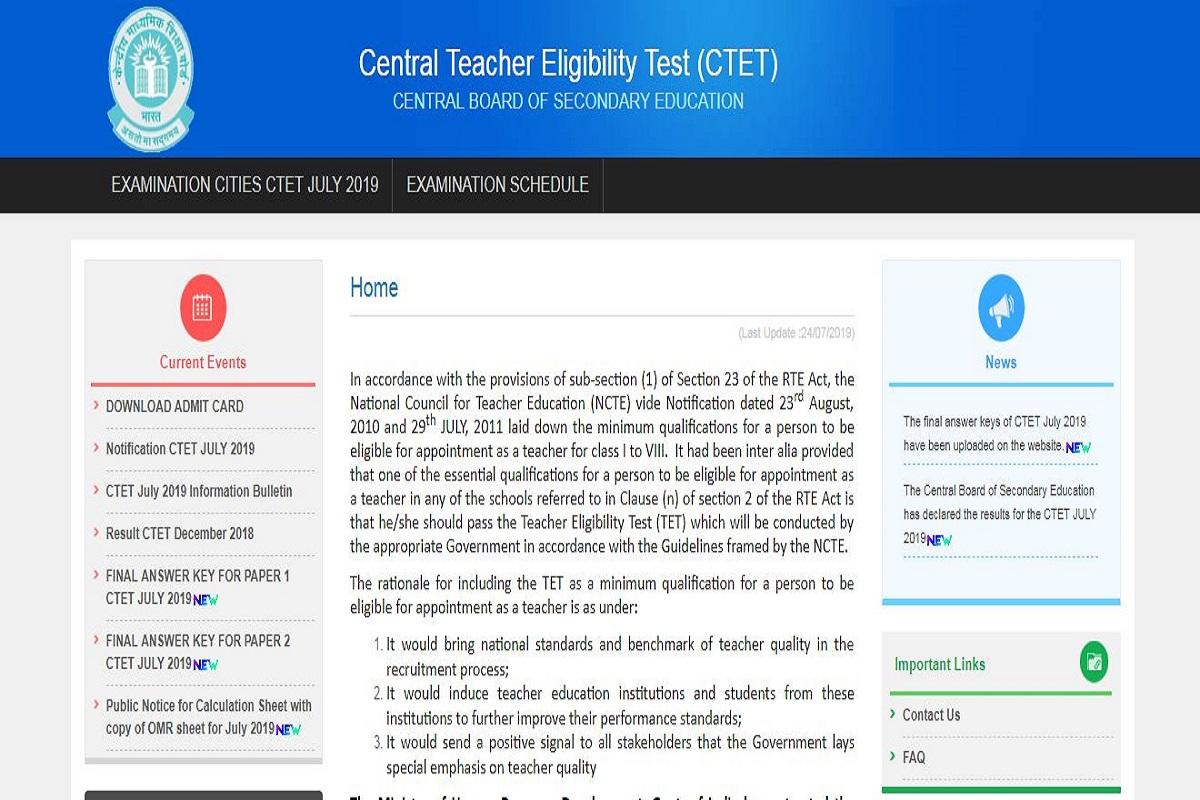 केन्द्रीय माध्यमिक शिक्षा बोर्ड
भारत
असतो मा सद्गमय
Central Teacher Eligibility Test (CTET)
CENTRAL BOARD OF SECONDARY EDUCATION
EXAMINATION CITIES CTET JULY 2019
EXAMINATION SCHEDULE
Current Events
DOWNLOAD ADMIT CARD
Notification CTET JULY 2019
CTET July 2019 Information Bulletin
Result CTET December 2018
FINAL ANSWER KEY FOR PAPER 1
CTET JULY 2019 NEW
FINAL ANSWER KEY FOR PAPER 2
CTET JULY 2019 NEW
Public Notice for Calculation Sheet with
copy of OMR sheet for July 2019 NEW
Home
(Last Update :24/07/2019)
In accordance with the provisions of sub-section (1) of Section 23 of the RTE Act, the
National Council for Teacher Education (NCTE) vide Notification dated 23rd August,
2010 and 29th JULY, 2011 laid down the minimum qualifications for a person to be
eligible for appointment as a teacher for class I to VIII. It had been inter alia provided
that one of the essential qualifications for a person to be eligible for appointment as
a teacher in any of the schools referred to in Clause (n) of section 2 of the RTE Act is
that he/she should pass the Teacher Eligibility Test (TET) which will be conducted by
the appropriate Government in accordance with the Guidelines framed by the NCTE.
The rationale for including the TET as a minimum qualification for a person to be
eligible for appointment as a teacher is as under:
1. It would bring national standards and benchmark of teacher quality in the
recruitment process;
2. It would induce teacher education institutions and students from these
institutions to further improve their performance standards;
3. It would send a positive signal to all stakeholders that the Government lays
special emphasis on teacher quality
News
The final answer keys of CTET July 2019
have been uploaded on the website. NEW
The Central Board of Secondary Education
has declared the results for the CTET JULY
2019 NEW
Important Links
Contact Us
FAQ